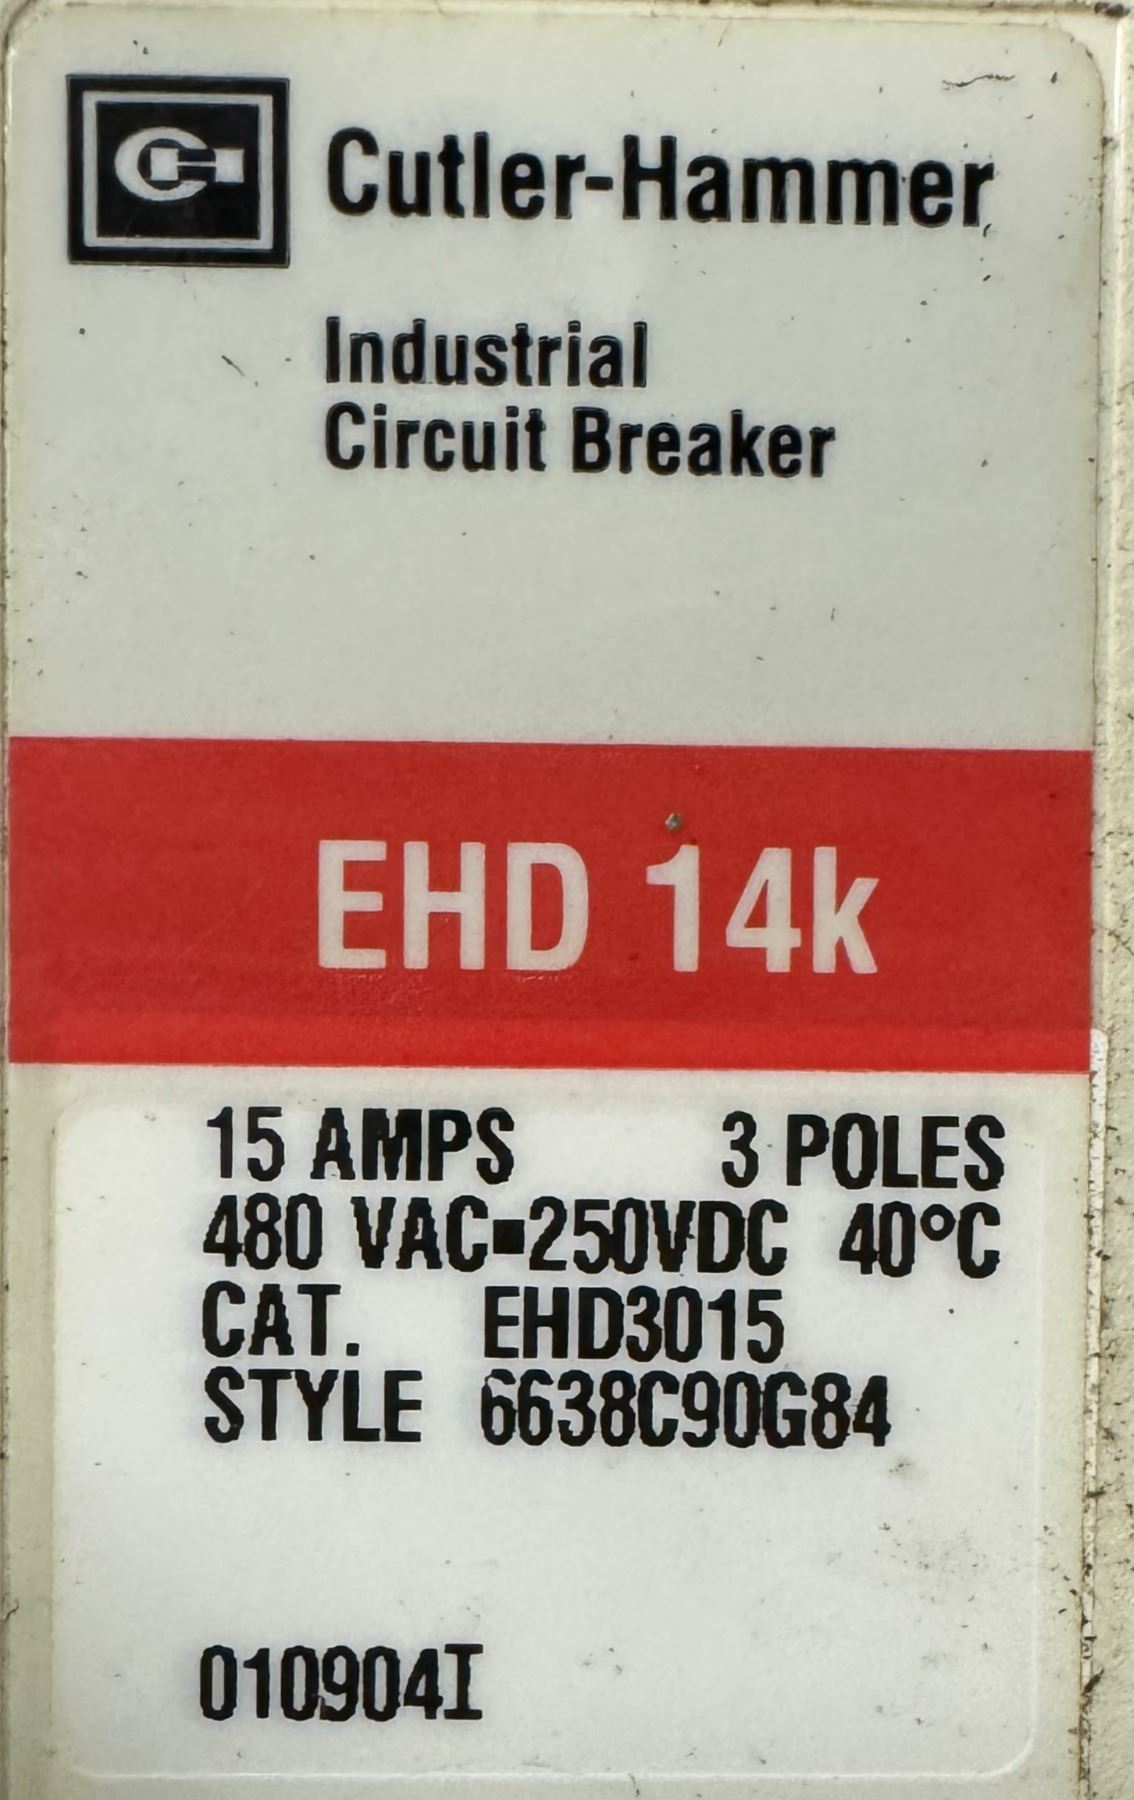 CH Cutler-Hammer
Industrial
Circuit Breaker
EHD 14k
15 AMPS 3 POLES
480 VAC▪250VDC 40°C
CAT. EHD3015
STYLE 6638C90G84
010904I